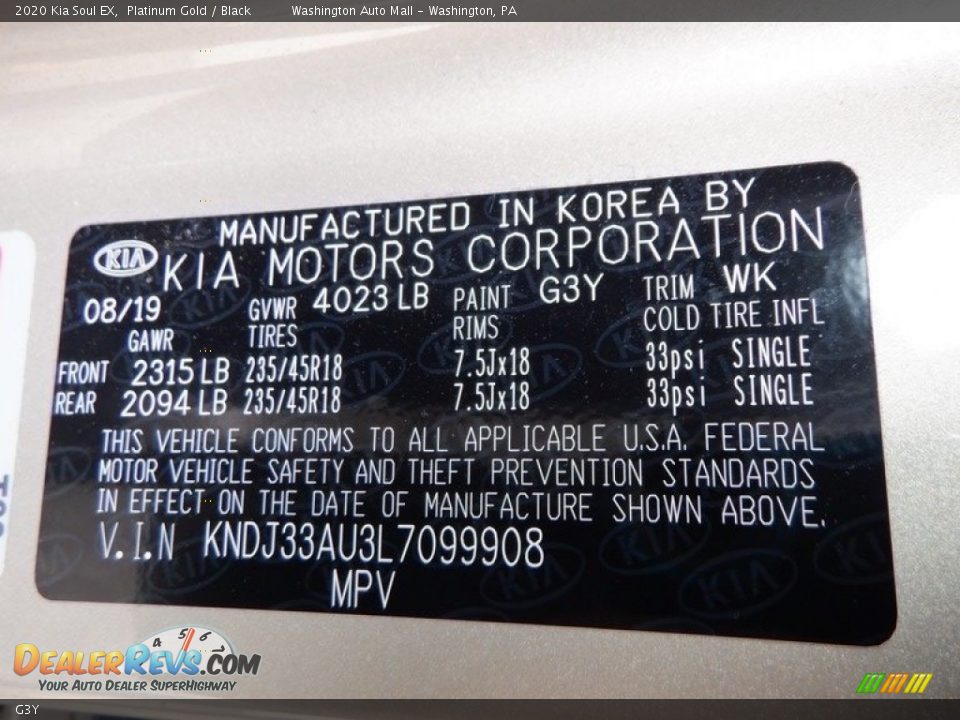 2020 Kia Soul EX, Platinum Gold / Black Washington Auto Mall - Washington, PA
MANUFACTURED IN KOREA BY
KIA KIA MOTORS CORPORATION
08/19 GVWR 4023 LB PAINT G3Y TRIM WK
GAWR TIRES RIMS COLD TIRE INFL
FRONT 2315 LB 235/45R18 7.5Jx18 33psi SINGLE
REAR 2094 LB 235/45R18 7.5Jx18 33psi SINGLE
THIS VEHICLE CONFORMS TO ALL APPLICABLE U.S.A. FEDERAL
MOTOR VEHICLE SAFETY AND THEFT PREVENTION STANDARDS
IN EFFECT ON THE DATE OF MANUFACTURE SHOWN ABOVE.
V.I.N KNDJ33AU3L7099908
MPV
4 5 6
DEALERREVS.COM
YOUR AUTO DEALER SUPERHIGHWAY
G3Y